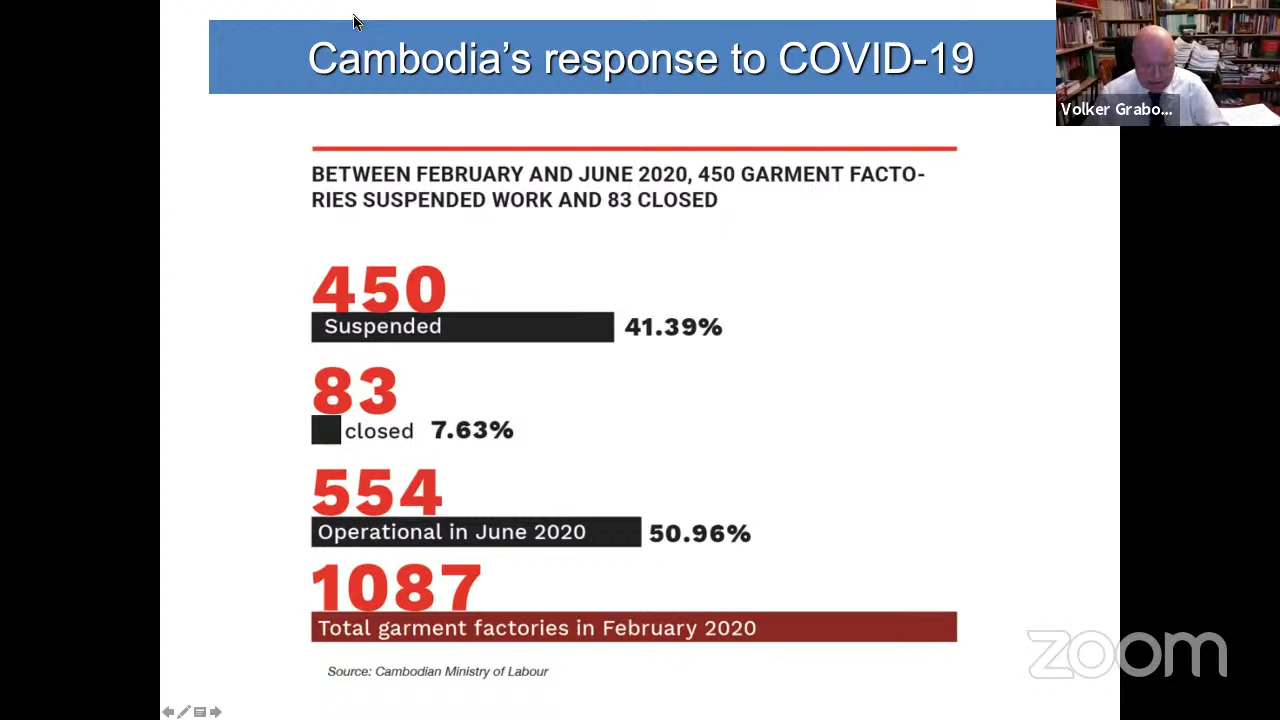 Cambodia's response to COVID-19
Volker Grabo...
BETWEEN FEBRUARY AND JUNE 2020, 450 GARMENT FACTO-
RIES SUSPENDED WORK AND 83 CLOSED
450
Suspended 41.39%
83
closed 7.63%
554
Operational in June 2020 50.96%
1087
Total garment factories in February 2020
Source: Cambodian Ministry of Labour
zoom